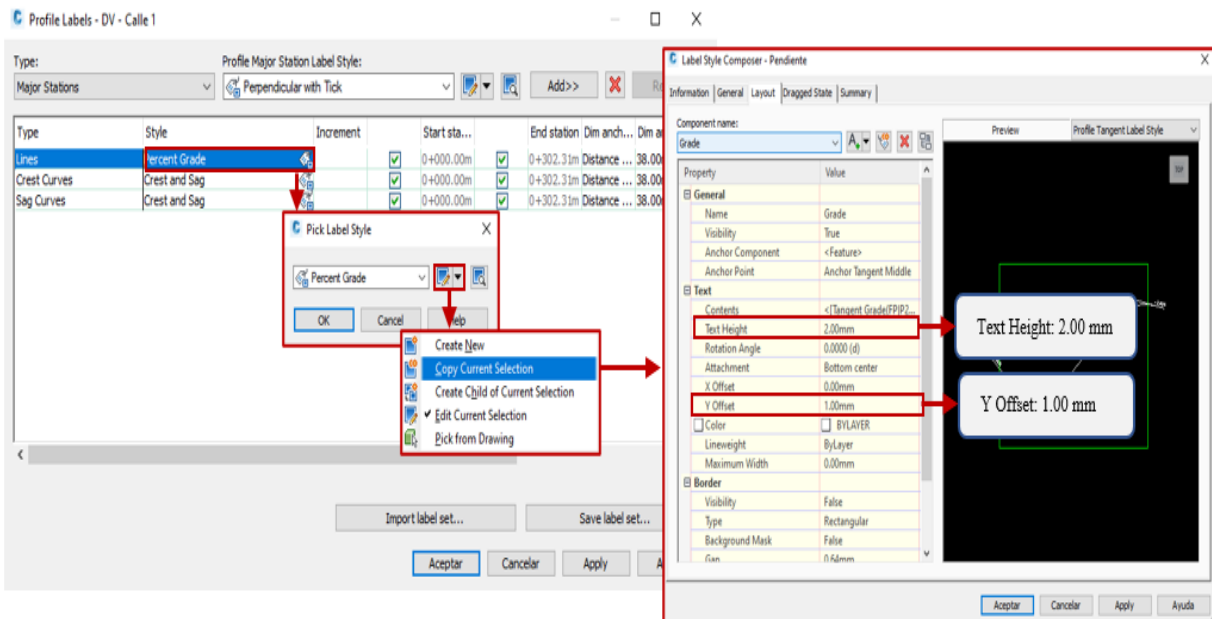 Profile Labels - DV - Calle 1
Type:
Profile Major Station Label Style:
Major Stations
Perpendicular with Tick
Add>>
Type Style Increment Start sta... End station Dim anch... Dim a
Lines Percent Grade 0+000.00m 0+302.31m Distance ... 38.00
Crest Curves Crest and Sag 0+000.00m 0+302.31m Distance ... 38.00
Sag Curves Crest and Sag 0+000.00m 0+302.31m Distance ... 38.00
Pick Label Style
Percent Grade
OK Cancel Help
Create New
Copy Current Selection
Create Child of Current Selection
Edit Current Selection
Pick from Drawing
Import label set...
Save label set...
Aceptar
Cancelar
Apply
A
Label Style Composer - Pendiente
Information General Layout Dragged State Summary
Component name:
Grade
Preview
Profile Tangent Label Style
TOP
Property Value
General
Name Grade
Visibility True
Anchor Component <Feature>
Anchor Point Anchor Tangent Middle
Text
Contents <[Tangent Grade(FP|P2...
Text Height 2.00mm
Rotation Angle 0.0000 (d)
Attachment Bottom center
X Offset 0.00mm
Y Offset 1.00mm
Color BYLAYER
Lineweight ByLayer
Maximum Width 0.00mm
Border
Visibility False
Type Rectangular
Background Mask False
Gap 0.64mm
Text Height: 2.00 mm
Y Offset: 1.00 mm
Aceptar
Cancelar
Apply
Ayuda